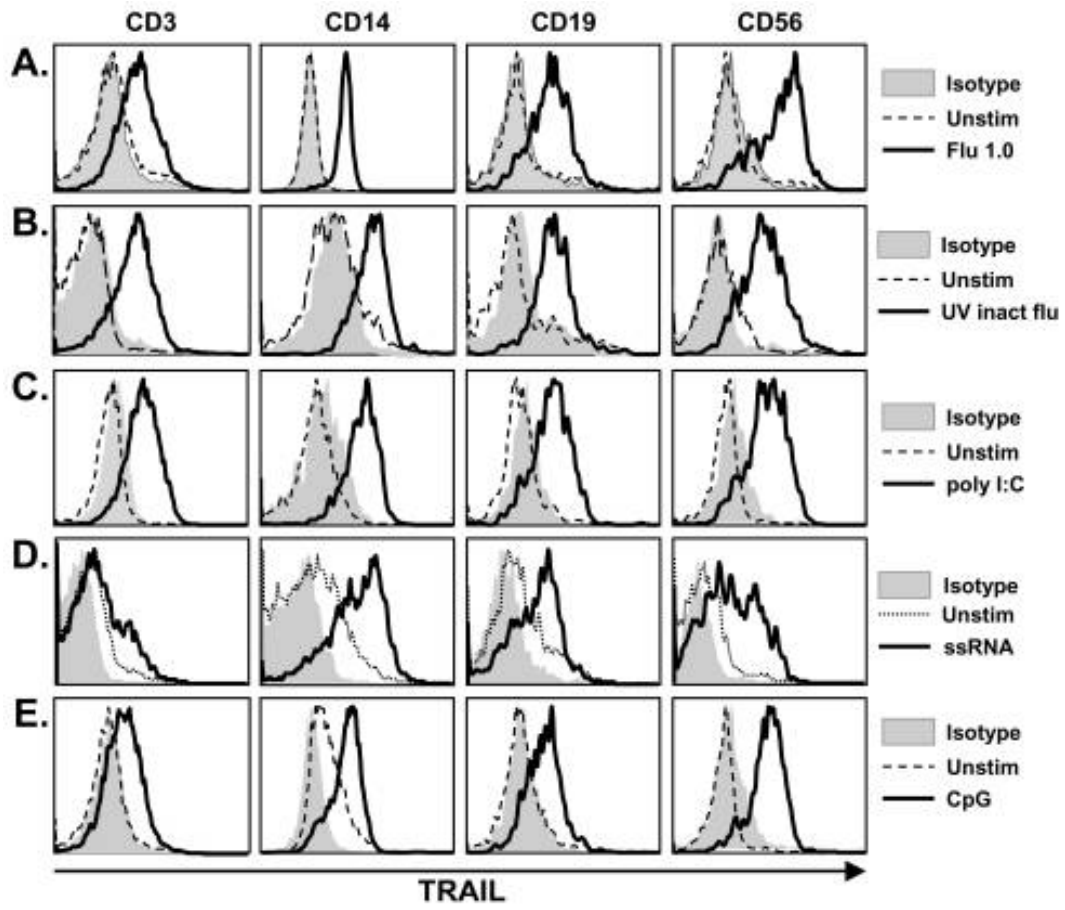 CD3 CD14 CD19 CD56
A.
Isotype
Unstim
Flu 1.0
B.
Isotype
Unstim
UV inact flu
C.
Isotype
Unstim
poly I:C
D.
Isotype
Unstim
ssRNA
E.
Isotype
Unstim
CpG
TRAIL